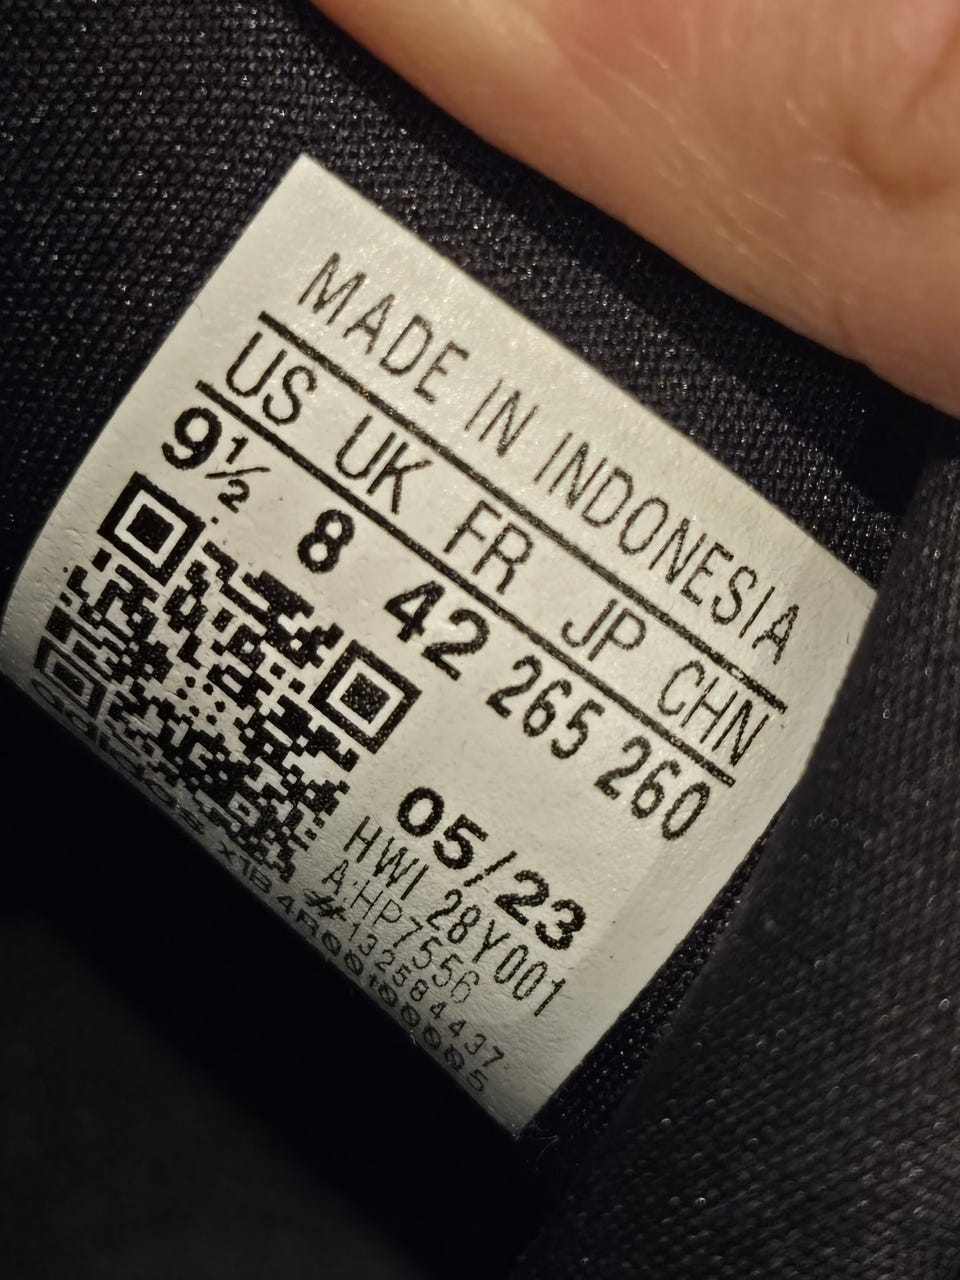 MADE IN INDONESIA
US UK FR JP CHN
9½ 8 42 265 260
05/23
HWI 28Y001
A:HP7556
#132584437